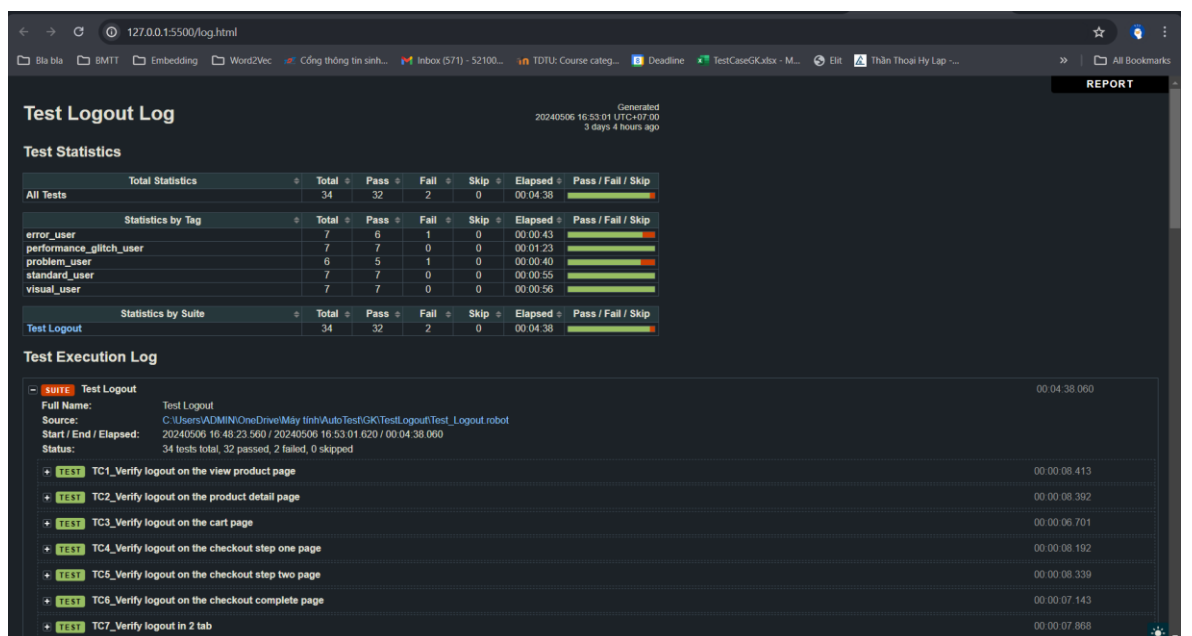 127.0.0.1:5500/log.html
Bla bla BMTT Embedding Word2Vec Cổng thông tin sinh... Inbox (571) - 52100... TDTU: Course categ... Deadline TestCaseGK.xlsx - M... Elit Thần Thoại Hy Lạp -... » All Bookmarks
REPORT
Test Logout Log
Generated
20240506 16:53:01 UTC+07:00
3 days 4 hours ago
Test Statistics
Total Statistics Total Pass Fail Skip Elapsed Pass / Fail / Skip
All Tests 34 32 2 0 00:04:38
Statistics by Tag Total Pass Fail Skip Elapsed Pass / Fail / Skip
error_user 7 6 1 0 00:00:43
performance_glitch_user 7 7 0 0 00:01:23
problem_user 6 5 1 0 00:00:40
standard_user 7 7 0 0 00:00:55
visual_user 7 7 0 0 00:00:56
Statistics by Suite Total Pass Fail Skip Elapsed Pass / Fail / Skip
Test Logout 34 32 2 0 00:04:38
Test Execution Log
SUITE Test Logout 00:04:38.060
Full Name: Test Logout
Source: C:\Users\ADMIN\OneDrive\Máy tính\AutoTest\GK\TestLogout\Test_Logout.robot
Start / End / Elapsed: 20240506 16:48:23.560 / 20240506 16:53:01.620 / 00:04:38.060
Status: 34 tests total, 32 passed, 2 failed, 0 skipped
TEST TC1_Verify logout on the view product page 00:00:08.413
TEST TC2_Verify logout on the product detail page 00:00:08.392
TEST TC3_Verify logout on the cart page 00:00:06.701
TEST TC4_Verify logout on the checkout step one page 00:00:08.192
TEST TC5_Verify logout on the checkout step two page 00:00:08.339
TEST TC6_Verify logout on the checkout complete page 00:00:07.143
TEST TC7_Verify logout in 2 tab 00:00:07.868